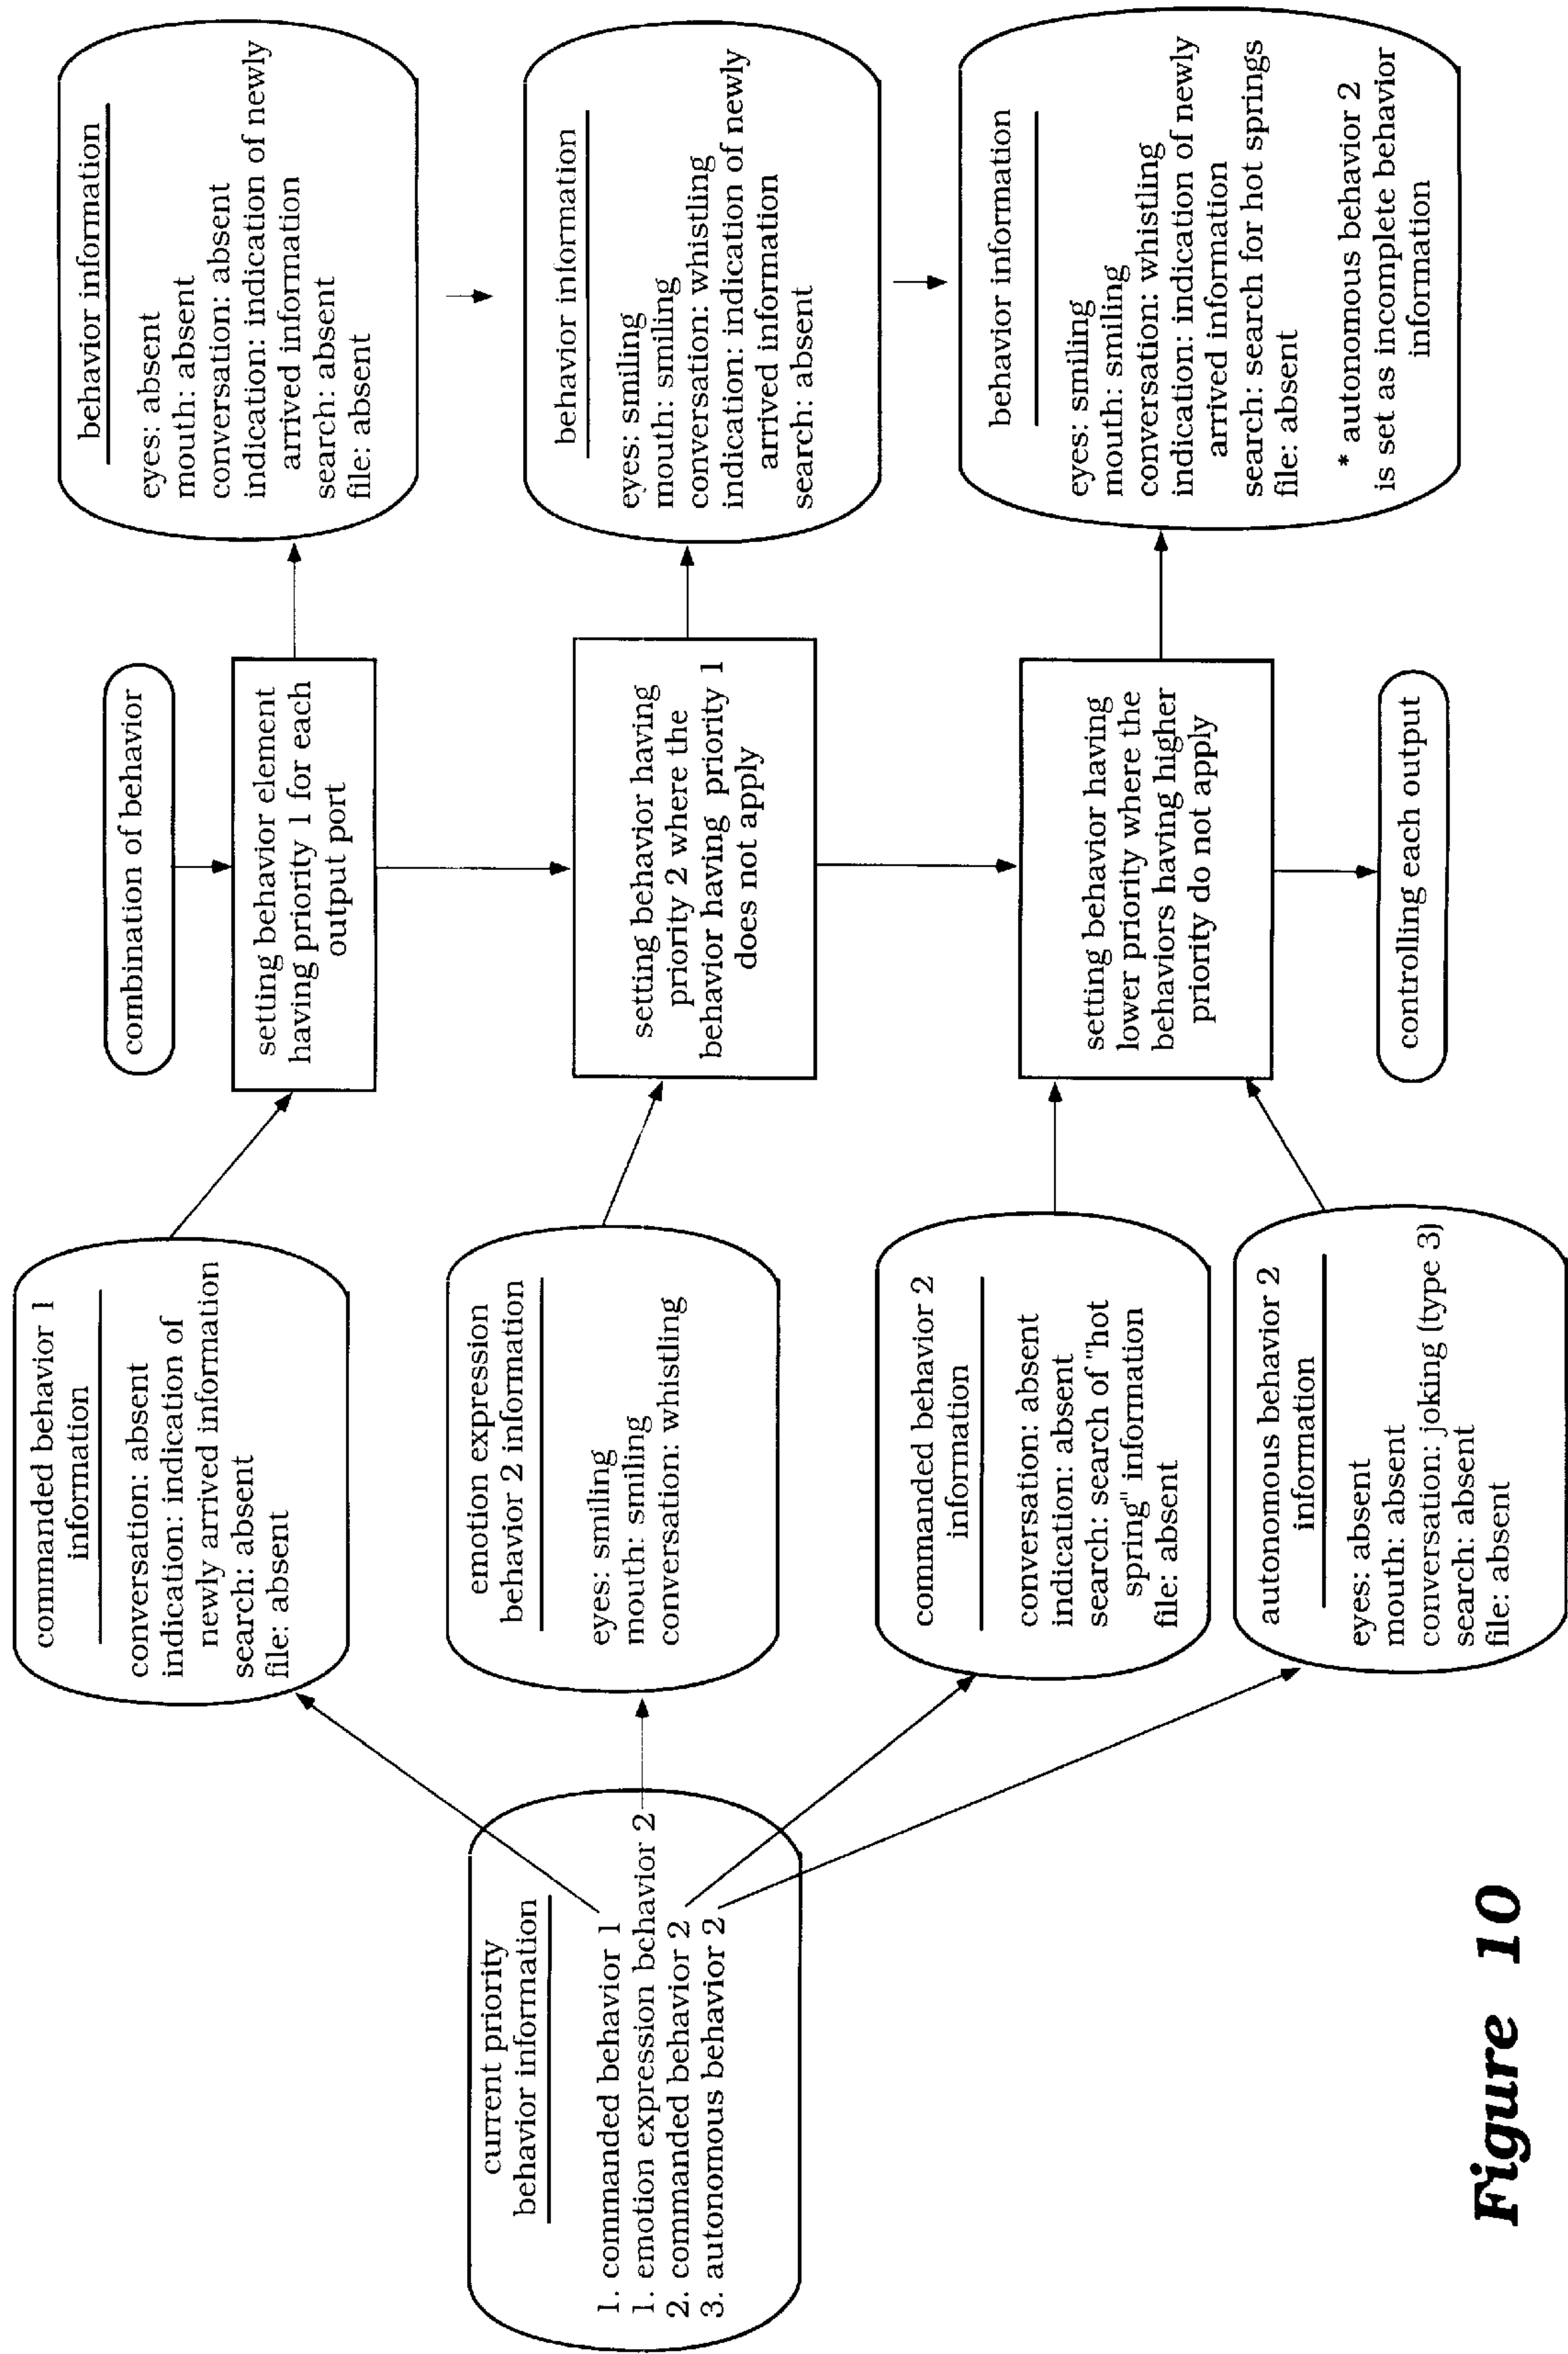 current priority
behavior information
1. commanded behavior 1
1. emotion expression bchavior 2
2. commanded behavior 2
3. autonomous behavior 2
commanded behavior 1
information
conversation: absent
indication: indication of
newly arrived information
search: absent
file: absent
emotion expression
behavior 2 information
eyes: smiling
mouth: smiling
conversation: whistling
commanded behavior 2
information
conversation: absent
indication: absent
search: search of "hot
spring" information
file: absent
autonomous behavior 2
information
eyes: absent
mouth: absent
conversation: joking (type 3)
search: absent
file: absent
combination of behavior
setting behavior element
having priority 1 for each
output port
setting behavior having
priority 2 where the
behavior having priority 1
does not apply
setting behavior having
lower priority where the
behaviors having higher
priority do not apply
controlling each output
behavior information
eyes: absent
mouth: absent
conversation: absent
indication: indication of newly
arrived information
search: absent
file: absent
behavior information
eyes: smiling
mouth: smiling
conversation: whistling
indication: indication of newly
arrived information
search: absent
behavior information
eyes: smiling
mouth: smiling
conversation: whistling
indication: indication of newly
arrived information
search: search for hot springs
file: absent
* autonomous behavior 2
is set as incomplete behavior
information
Figure 10